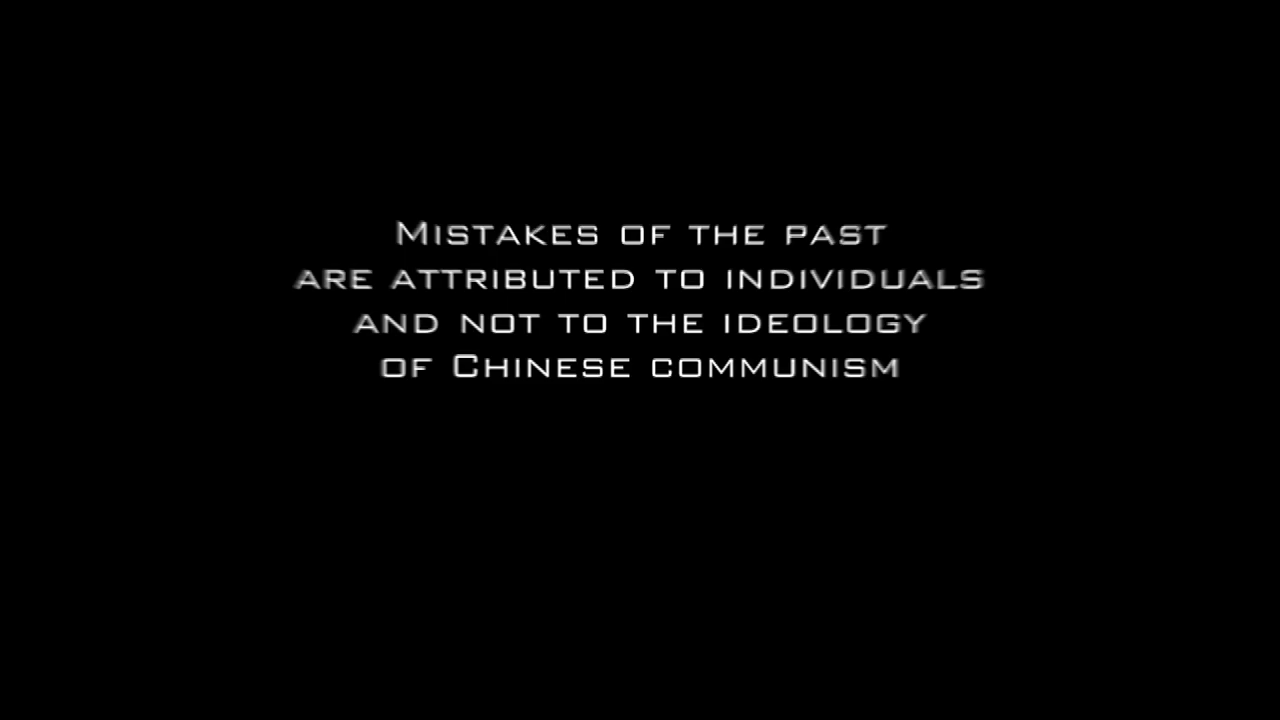 Mistakes of the past
are attributed to individuals
and not to the ideology
of Chinese communism